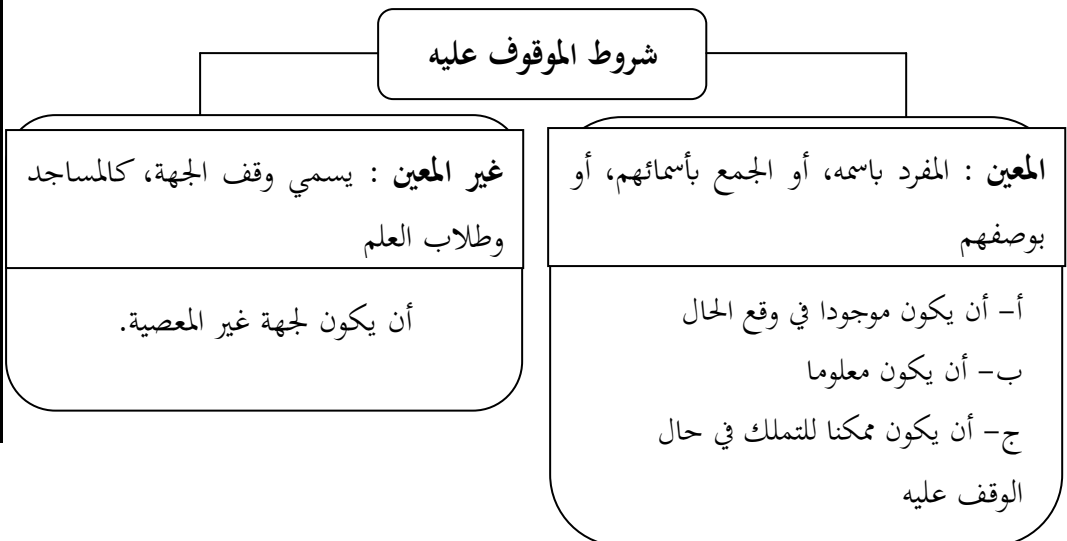 شروط الموقوف عليه
المعين : المفرد باسمه، أو الجمع بأسمائهم، أو
بوصفهم
أ– أن يكون موجودا في وقع الحال
ب– أن يكون معلوما
ج– أن يكون ممكنا للتملك في حال
الوقف عليه
غير المعين : يسمي وقف الجهة، كالمساجد
وطلاب العلم
أن يكون لجهة غير المعصية.